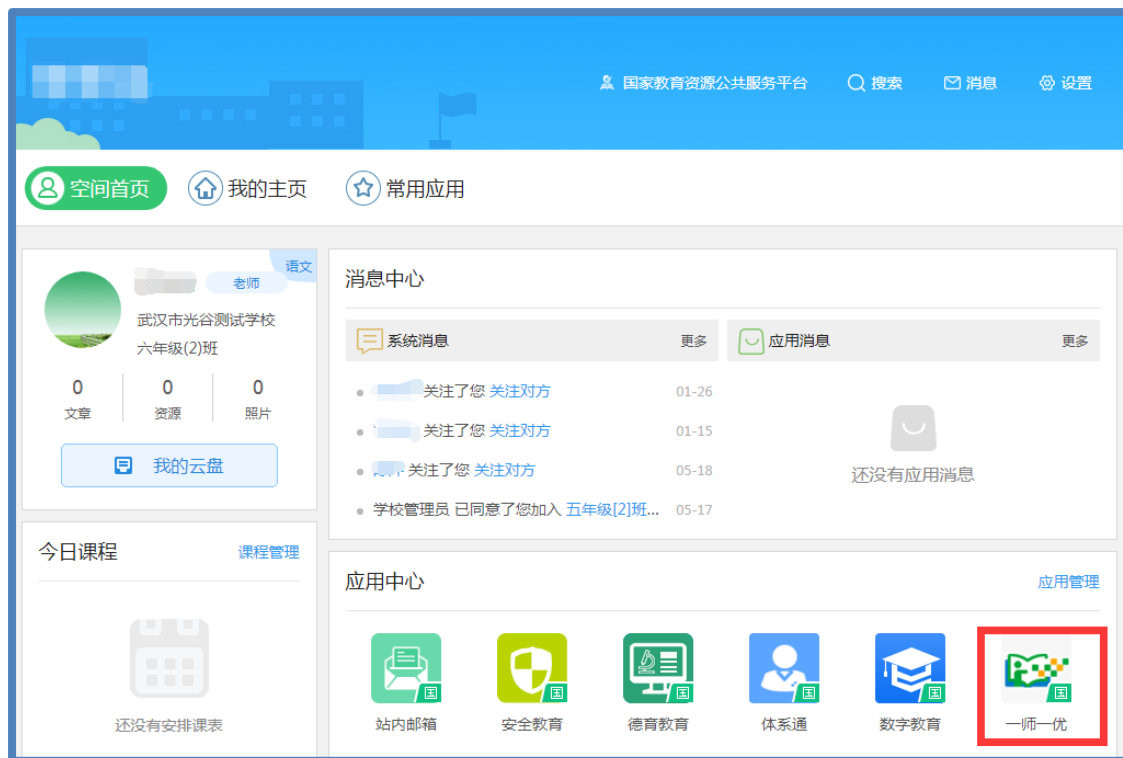 国家教育资源公共服务平台 搜索 消息 设置
空间首页 我的主页 常用应用
语文
老师
武汉市光谷测试学校
六年级(2)班
0 0 0
文章 资源 照片
我的云盘
今日课程 课程管理
还没有安排课表
消息中心
系统消息 更多
关注了您 关注对方 01-26
关注了您 关注对方 01-15
关注了您 关注对方 05-18
学校管理员 已同意了您加入 五年级[2]班... 05-17
应用消息 更多
还没有应用消息
应用中心 应用管理
国 国 国 国 国 国
站内邮箱 安全教育 德育教育 体系通 数字教育 一师一优